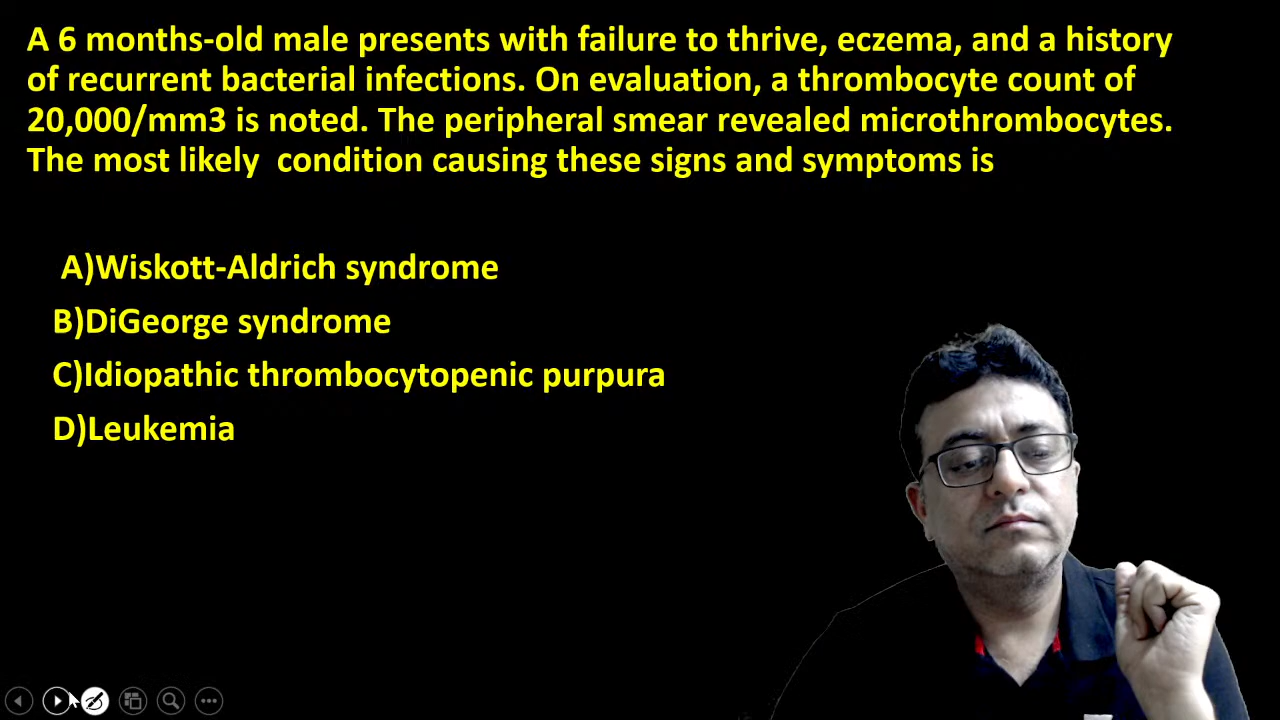 A 6 months-old male presents with failure to thrive, eczema, and a history
of recurrent bacterial infections. On evaluation, a thrombocyte count of
20,000/mm3 is noted. The peripheral smear revealed microthrombocytes.
The most likely  condition causing these signs and symptoms is
A)Wiskott-Aldrich syndrome
B)DiGeorge syndrome
C)Idiopathic thrombocytopenic purpura
D)Leukemia